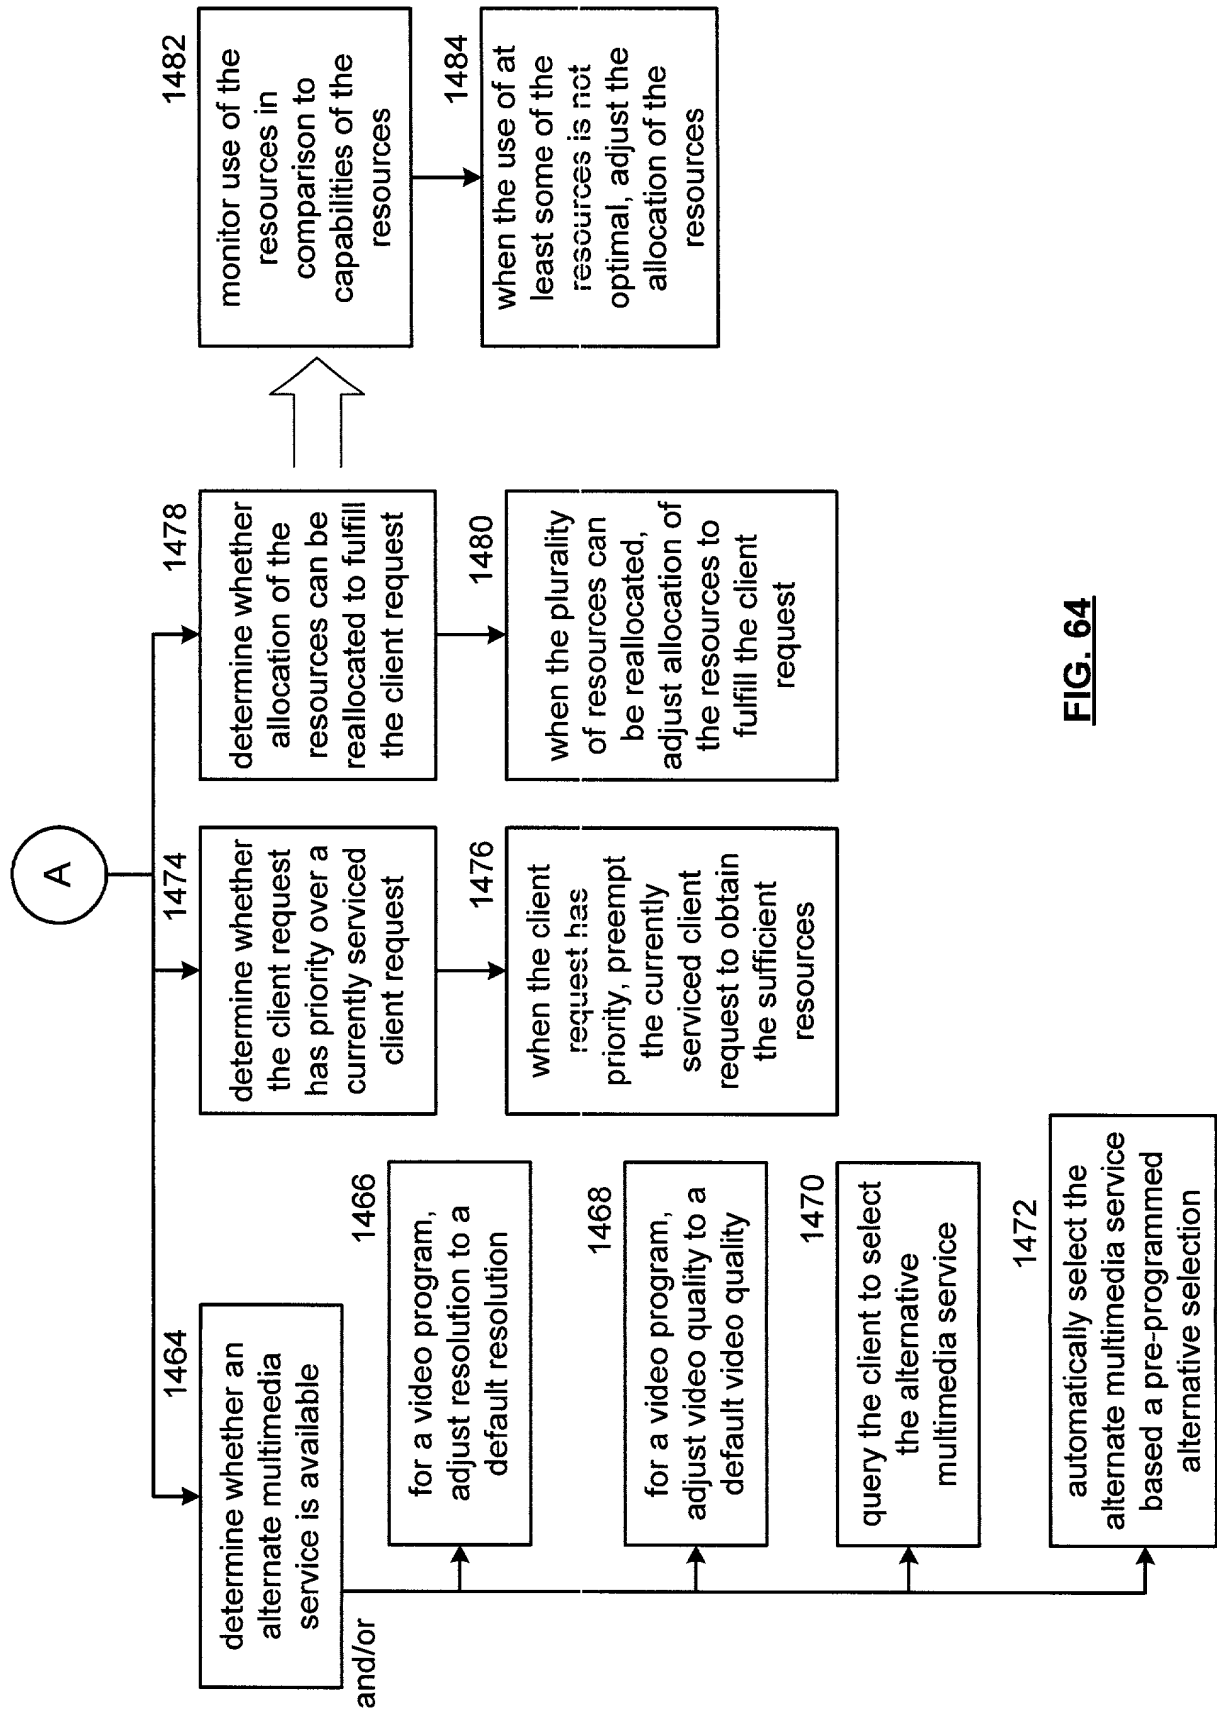 A
1464
determine whether an
alternate multimedia
service is available
and/or
1466
for a video program,
adjust resolution to a
default resolution
1468
for a video program,
adjust video quality to a
default video quality
1470
query the client to select
the alternative
multimedia service
1472
automatically select the
alternate multimedia service
based a pre-programmed
alternative selection
1474
determine whether
the client request
has priority over a
currently serviced
client request
1476
when the client
request has
priority, preempt
the currently
serviced client
request to obtain
the sufficient
resources
1478
determine whether
allocation of the
resources can be
reallocated to fulfill
the client request
1480
when the plurality
of resources can
be reallocated,
adjust allocation of
the resources to
fulfill the client
request
1482
monitor use of the
resources in
comparison to
capabilities of the
resources
1484
when the use of at
least some of the
resources is not
optimal, adjust the
allocation of the
resources
FIG. 64